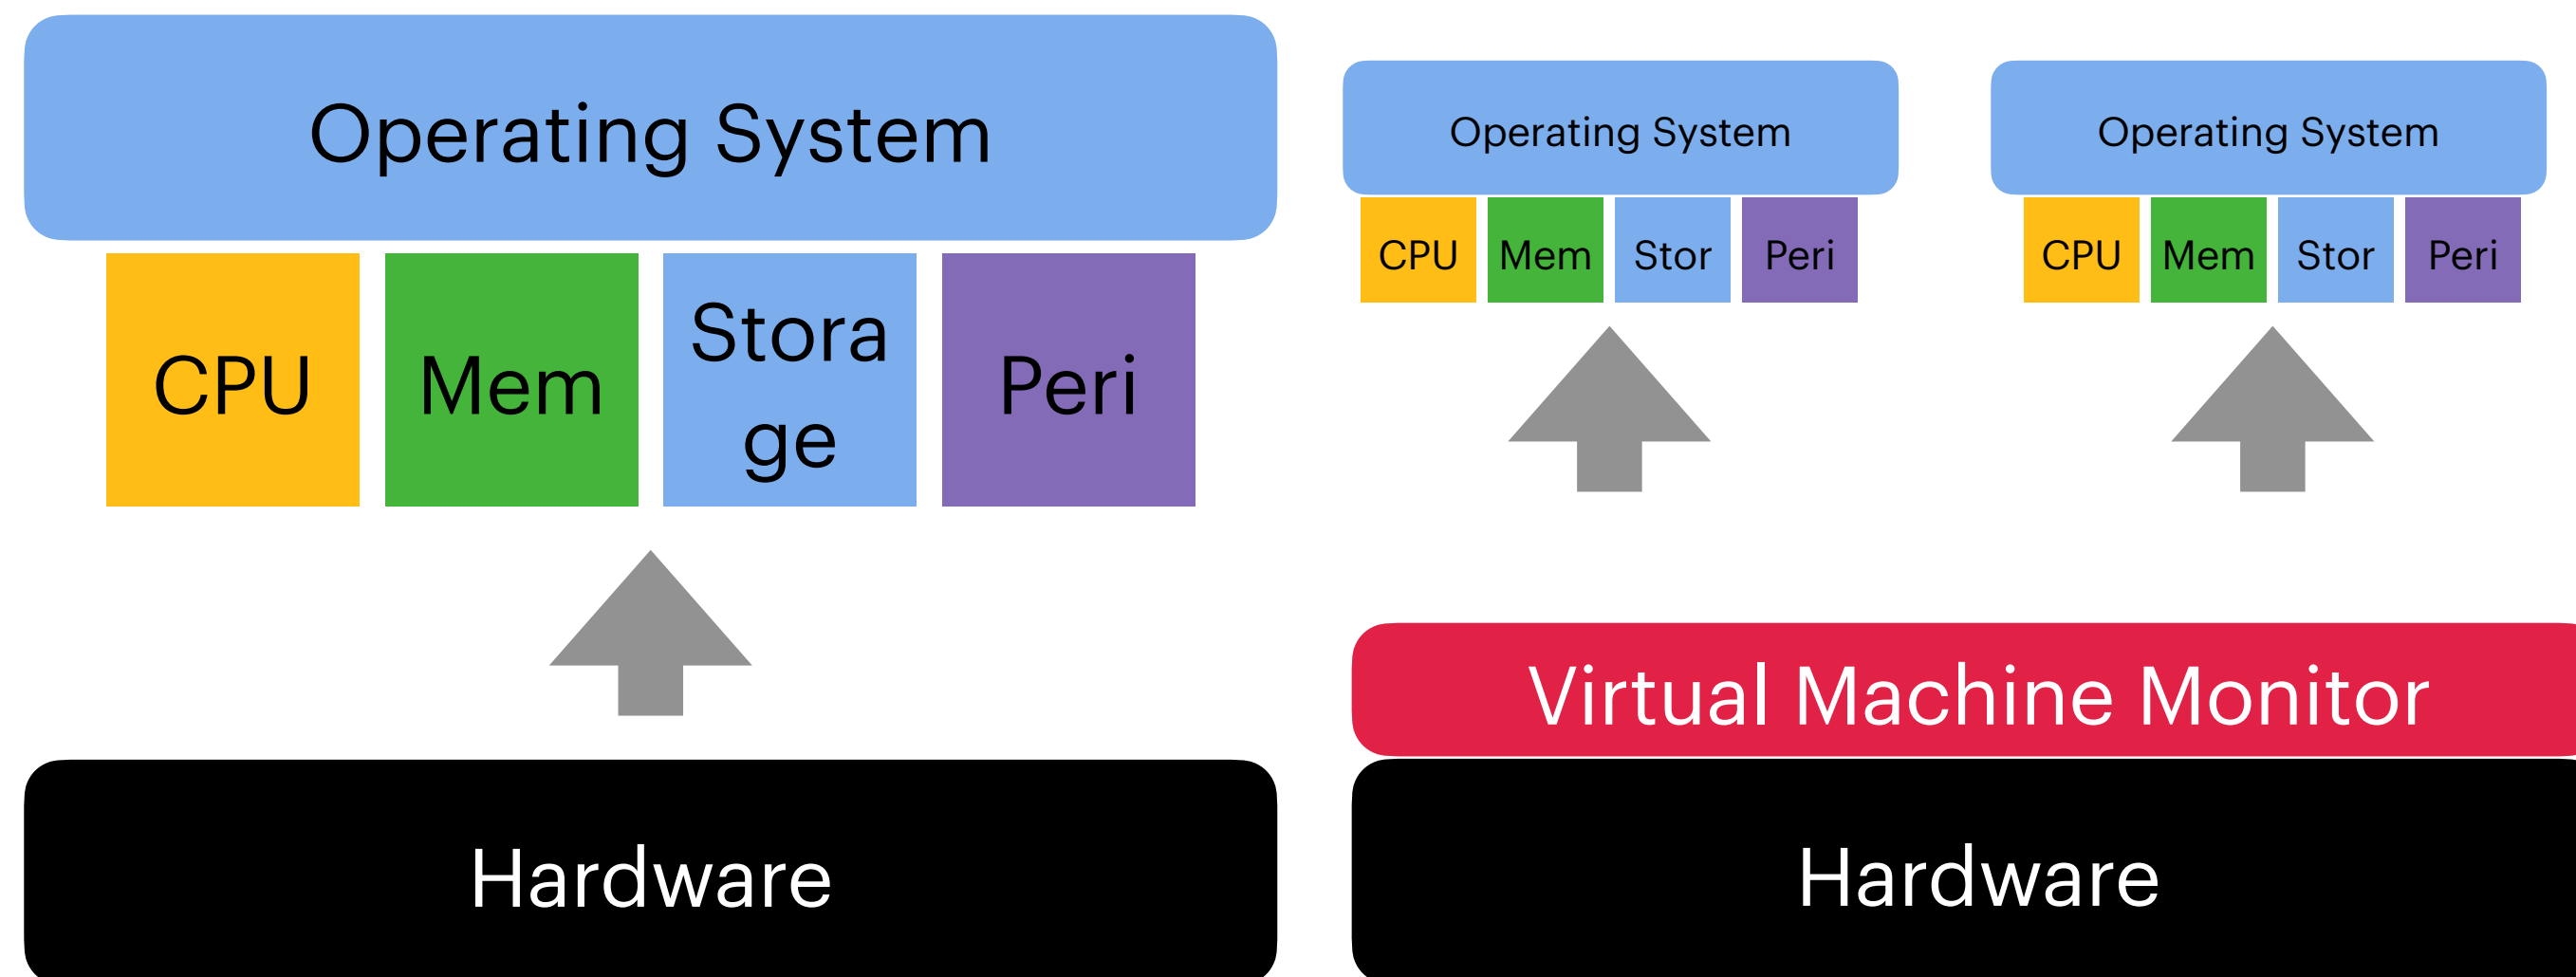 Operating System
CPU
Mem
Stora
ge
Peri
Hardware
Operating System
CPU
Mem
Stor
Peri
Operating System
CPU
Mem
Stor
Peri
Virtual Machine Monitor
Hardware